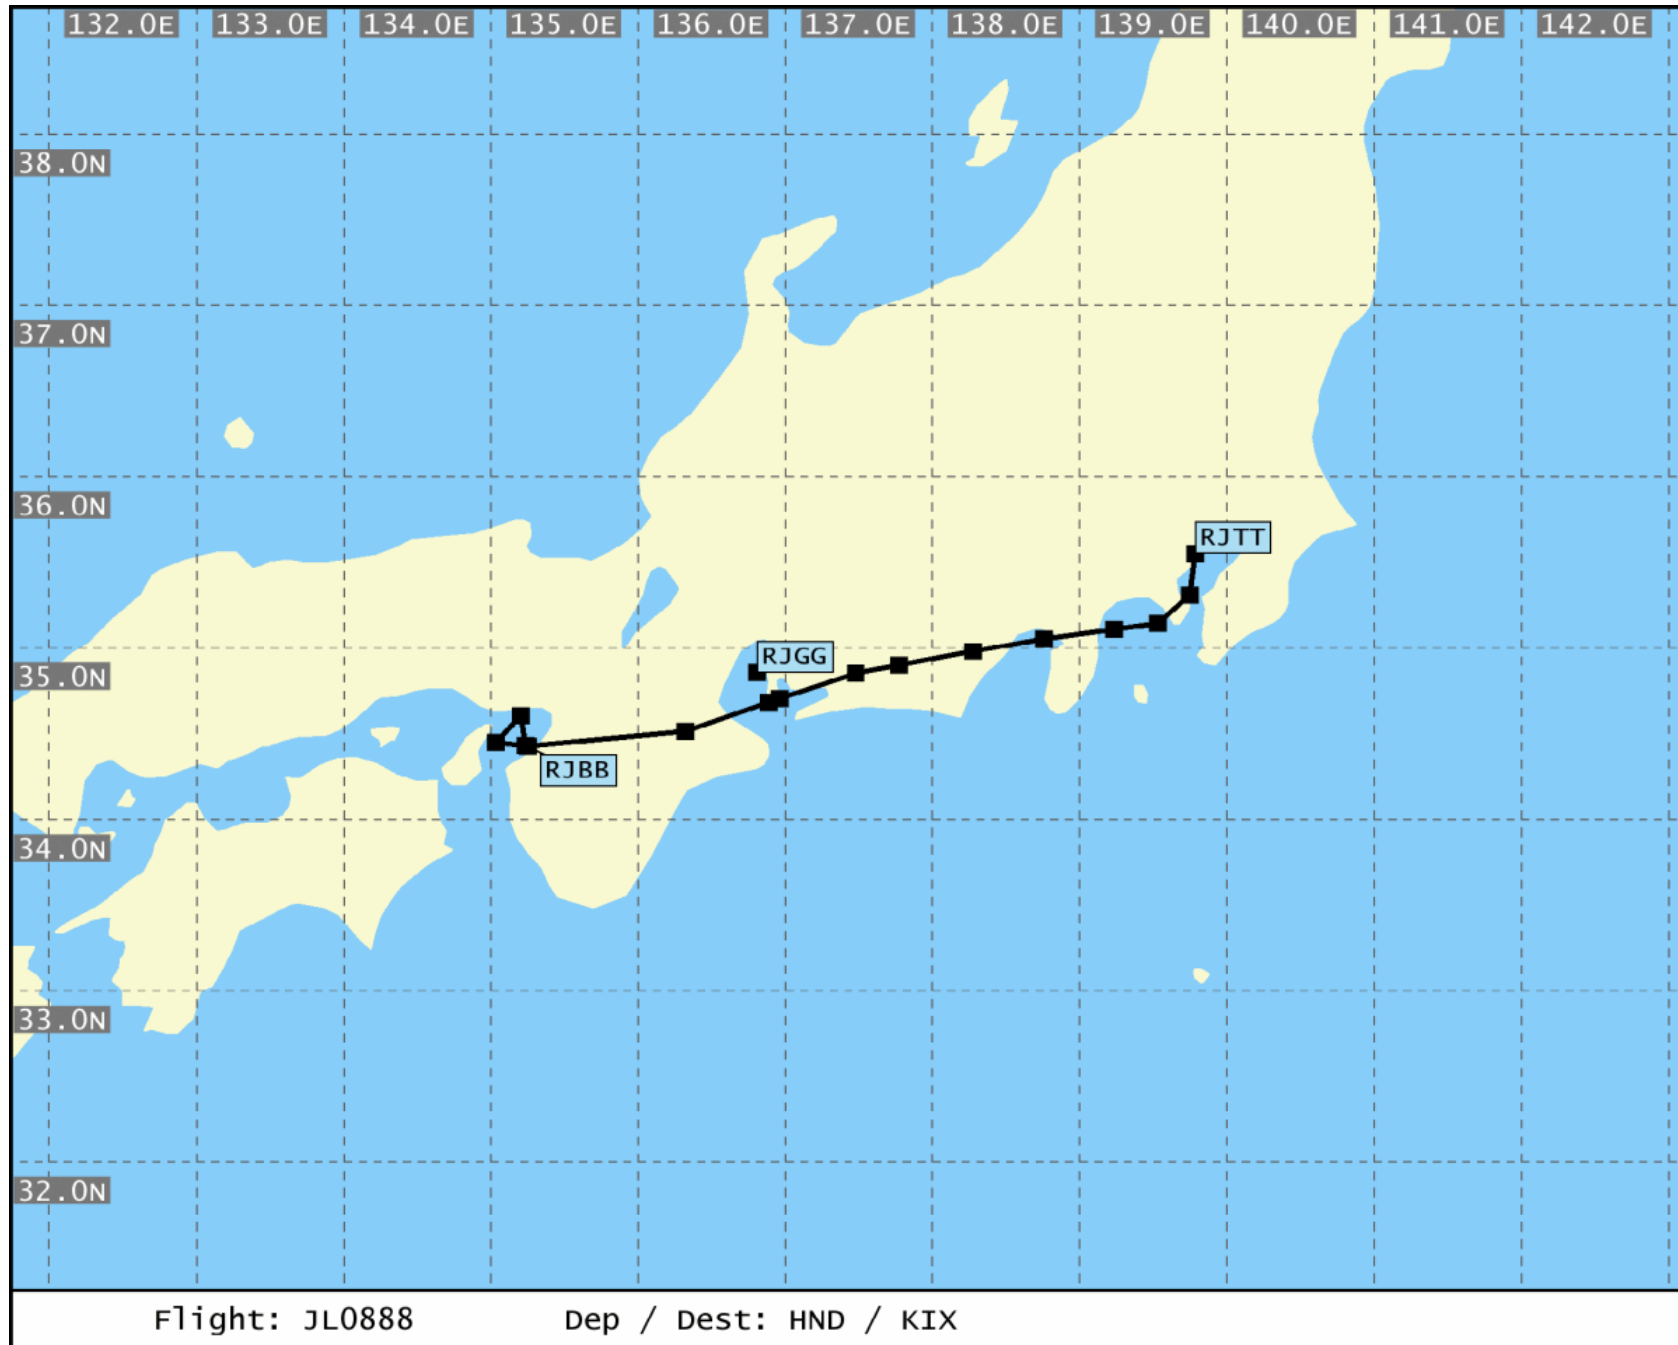 132.0E 133.0E 134.0E 135.0E 136.0E 137.0E 138.0E 139.0E 140.0E 141.0E 142.0E
38.0N
37.0N
36.0N
RJTT
RJGG
35.0N
RJBB
34.0N
33.0N
32.0N
Flight: JL0888 Dep / Dest: HND / KIX